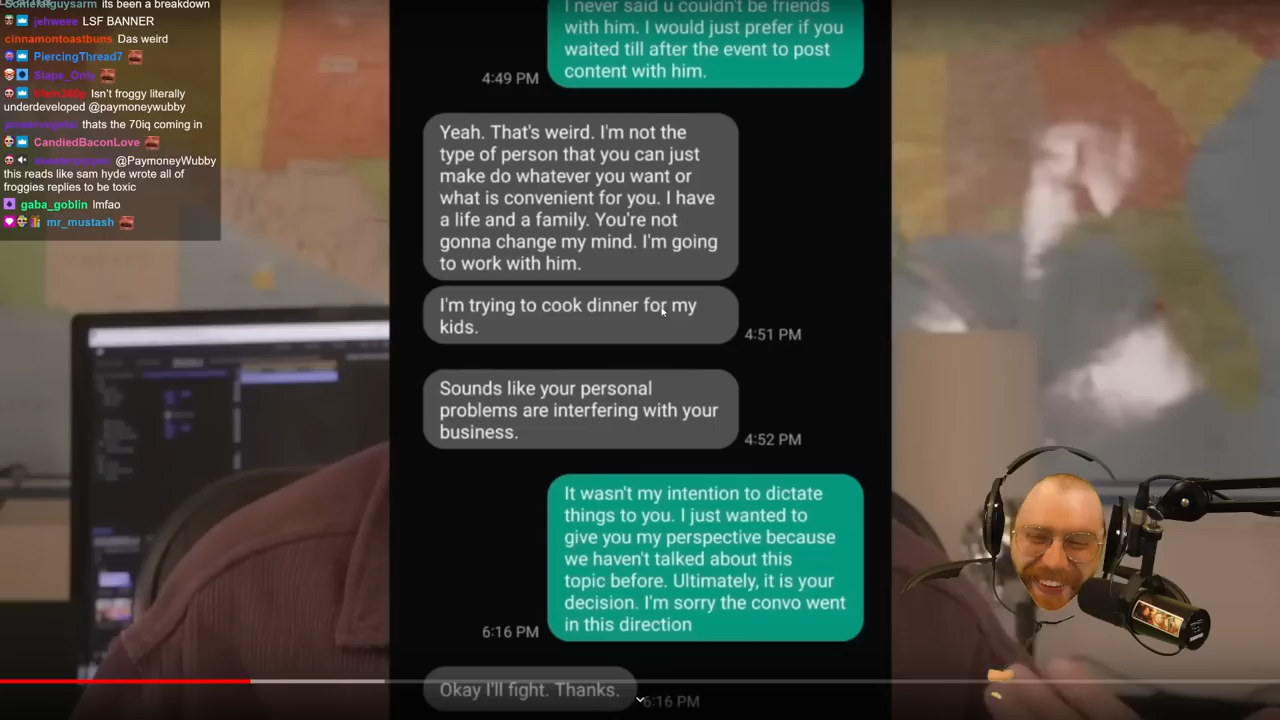 its been a breakdown
jehweee LSF BANNER
cinnamontoastbuns Das weird
PiercingThread7
Slape_Only
Isn't froggy literally
underdeveloped @paymoneywubby
thats the 70iq coming in
CandiedBaconLove
@PaymoneyWubby
this reads like sam hyde wrote all of
froggies replies to be toxic
gaba_goblin lmfao
mr_mustash
I never said u couldn't be friends
with him. I would just prefer if you
waited till after the event to post
content with him.
4:49 PM
Yeah. That's weird. I'm not the
type of person that you can just
make do whatever you want or
what is convenient for you. I have
a life and a family. You're not
gonna change my mind. I'm going
to work with him.
I'm trying to cook dinner for my
kids.
4:51 PM
Sounds like your personal
problems are interfering with your
business.
4:52 PM
It wasn't my intention to dictate
things to you. I just wanted to
give you my perspective because
we haven't talked about this
topic before. Ultimately, it is your
decision. I'm sorry the convo went
in this direction
6:16 PM
Okay I'll fight. Thanks.
6:16 PM